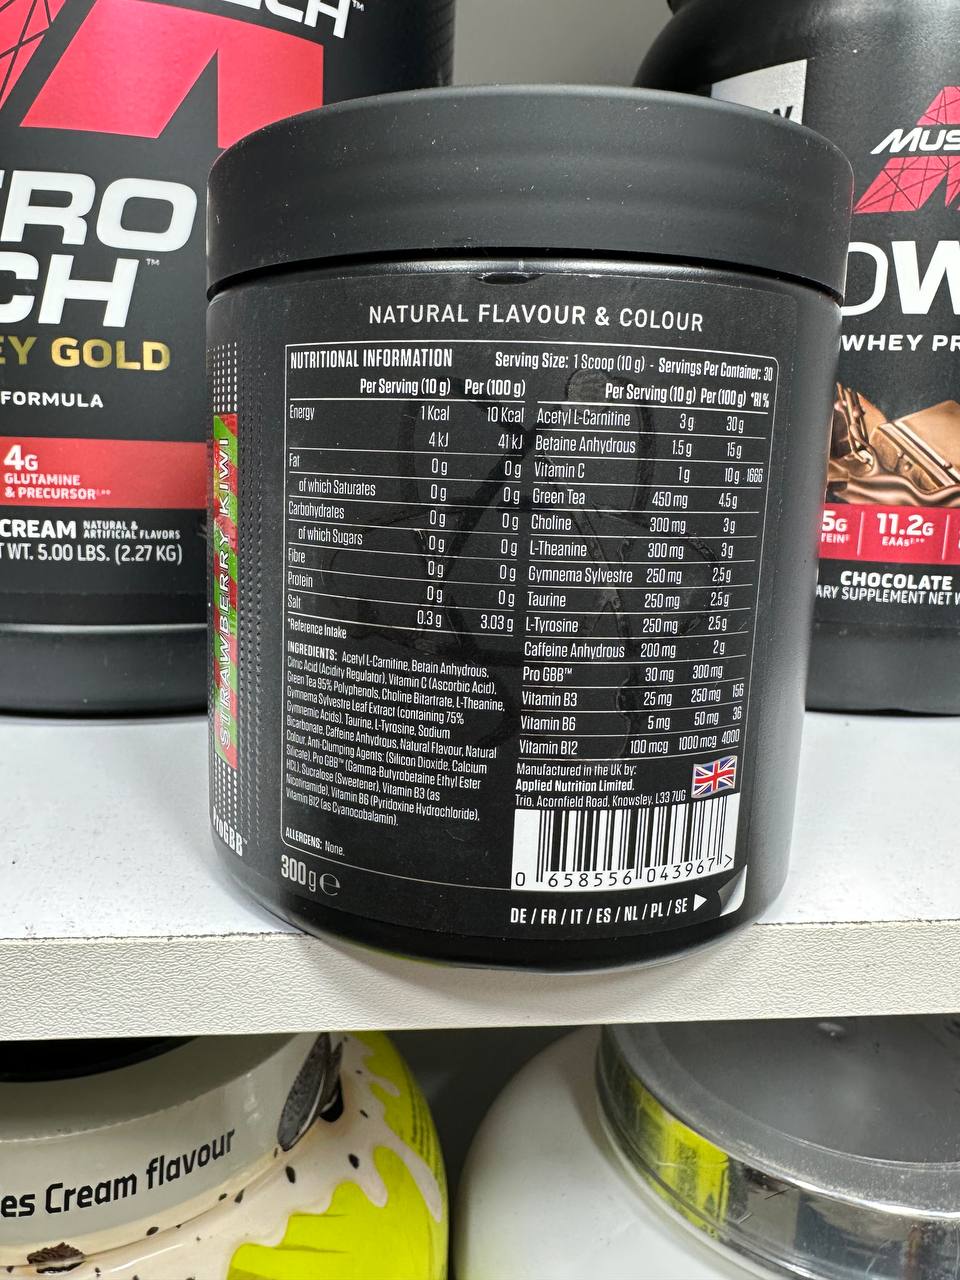 NATURAL FLAVOUR & COLOUR
NUTRITIONAL INFORMATION Serving Size: 1 Scoop (10 g) - Servings Per Container: 30
Per Serving (10 g) Per (100 g)
Energy 1 Kcal 10 Kcal
4 kJ 41 kJ
Fat 0 g 0 g
of which Saturates 0 g 0 g
Carbohydrates 0 g 0 g
of which Sugars 0 g 0 g
Fibre 0 g 0 g
Protein 0 g 0 g
Salt 0.3 g 3.03 g
*Reference Intake
Per Serving (10 g) Per (100 g) *RI %
Acetyl L-Carnitine 3 g 30 g
Betaine Anhydrous 1.5 g 15 g
Vitamin C 1 g 10 g 1666
Green Tea 450 mg 4.5 g
Choline 300 mg 3 g
L-Theanine 300 mg 3 g
Gymnema Sylvestre 250 mg 2.5 g
Taurine 250 mg 2.5 g
L-Tyrosine 250 mg 2.5 g
Caffeine Anhydrous 200 mg 2 g
Pro GBB™ 30 mg 300 mg
Vitamin B3 25 mg 250 mg 156
Vitamin B6 5 mg 50 mg 36
Vitamin B12 100 mcg 1000 mcg 4000
INGREDIENTS: Acetyl L-Carnitine, Betain Anhydrous,
Citric Acid (Acidity Regulator), Vitamin C (Ascorbic Acid),
Green Tea 95% Polyphenols, Choline Bitartrate, L-Theanine,
Gymnema Sylvestre Leaf Extract (containing 75%
Gymnemic Acids), Taurine, L-Tyrosine, Sodium
Bicarbonate, Caffeine Anhydrous, Natural Flavour, Natural
Colour, Anti-Clumping Agents: (Silicon Dioxide, Calcium
Silicate), Pro GBB™ (Gamma-Butyrobetaine Ethyl Ester
HCL), Sucralose (Sweetener), Vitamin B3 (as
Nicotinamide), Vitamin B6 (Pyridoxine Hydrochloride),
Vitamin B12 (as Cyanocobalamin).
ALLERGENS: None.
300 g e
Manufactured in the UK by:
Applied Nutrition Limited.
Trio, Acornfield Road, Knowsley, L33 7UG
0 658556 043967 >
DE / FR / IT / ES / NL / PL / SE
STRAWBERRY KIWI
ProGBB™
GOLD
FORMULA
4G
GLUTAMINE
& PRECURSOR
CREAM NATURAL & ARTIFICIAL FLAVORS
WT. 5.00 LBS. (2.27 KG)
WHEY
5G 11.2G
EAAs
CHOCOLATE
SUPPLEMENT NET
Cream flavour